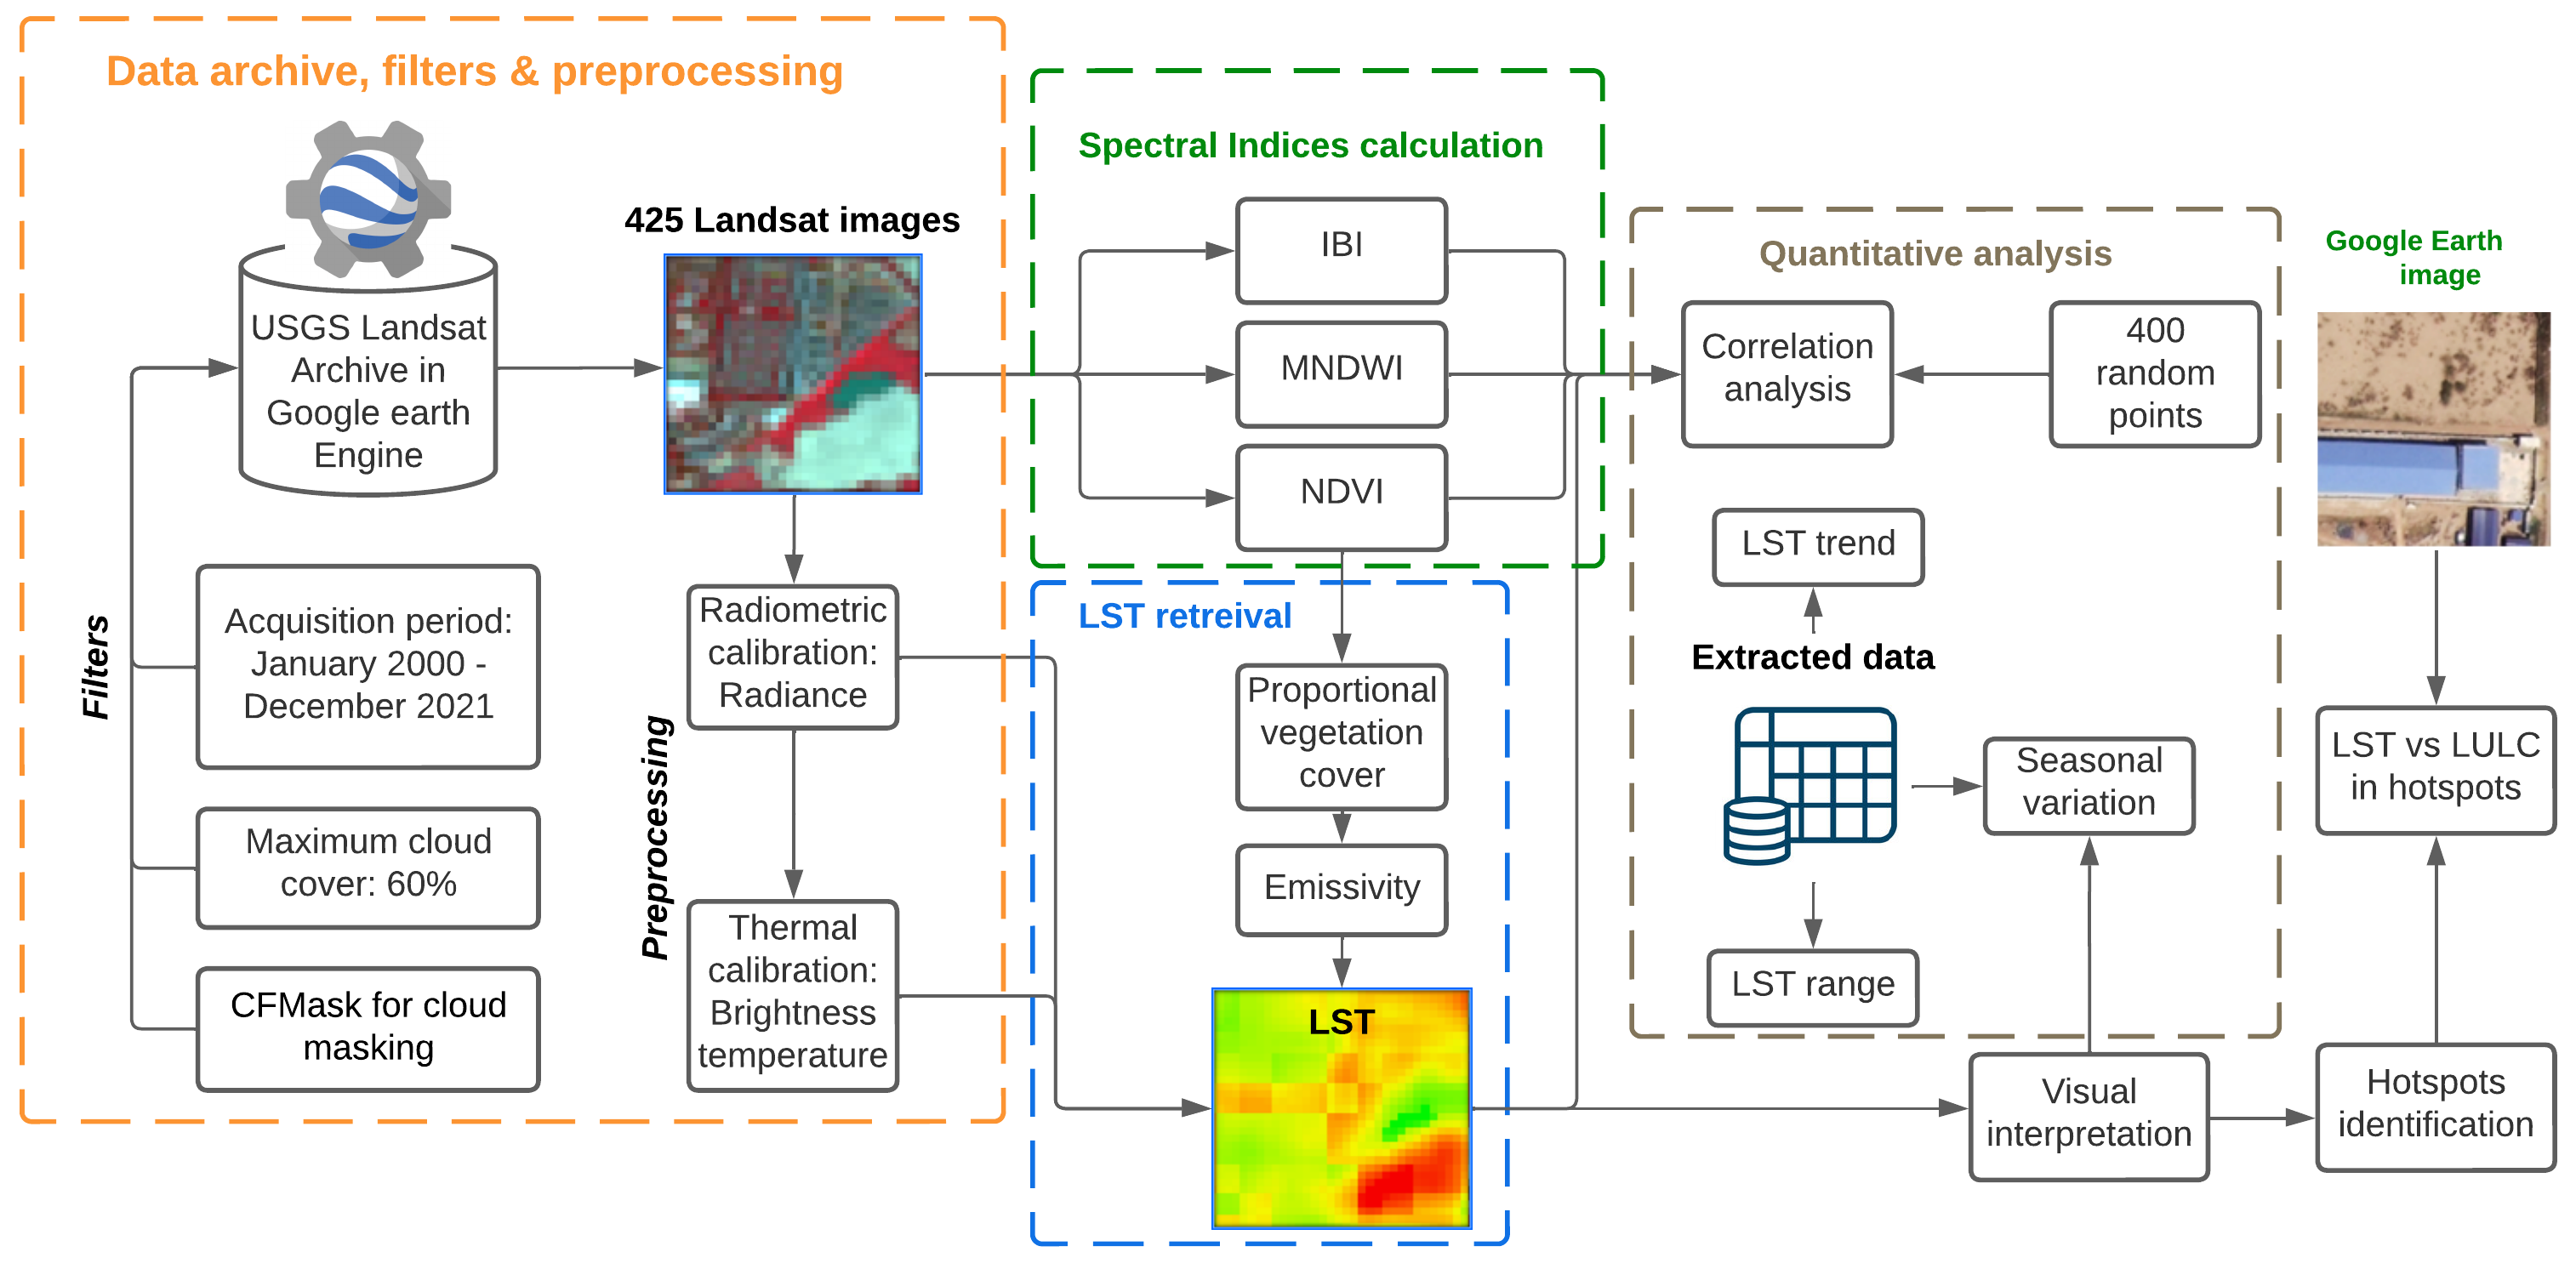 Data archive, filters & preprocessing
USGS Landsat
Archive in
Google earth
Engine
425 Landsat images
Filters
Acquisition period:
January 2000 -
December 2021
Maximum cloud
cover: 60%
CFMask for cloud
masking
Preprocessing
Radiometric
calibration:
Radiance
Thermal
calibration:
Brightness
temperature
Spectral Indices calculation
IBI
MNDWI
NDVI
LST retreival
Proportional
vegetation
cover
Emissivity
LST
Quantitative analysis
Correlation
analysis
400
random
points
LST trend
Extracted data
Seasonal
variation
LST range
Visual
interpretation
Google Earth
image
LST vs LULC
in hotspots
Hotspots
identification